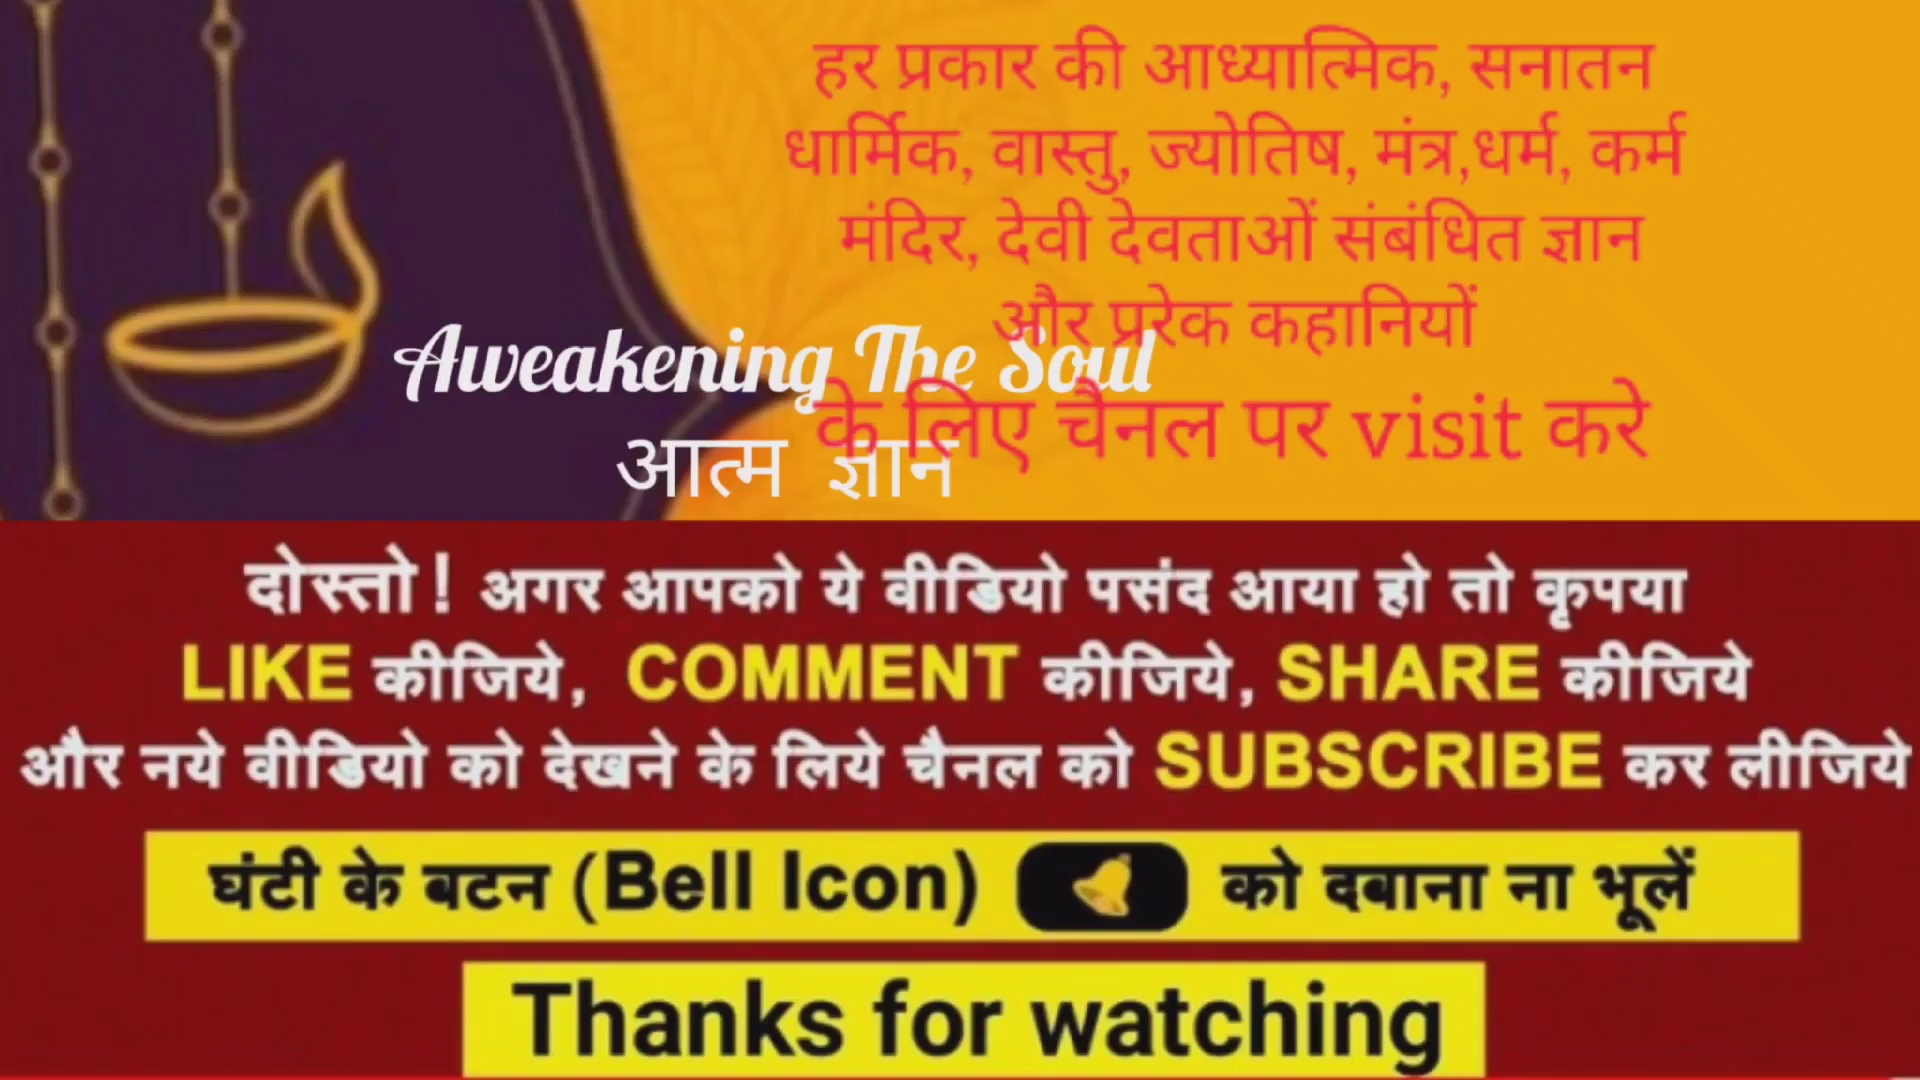 हर प्रकार की आध्यात्मिक, सनातन
धार्मिक, वास्तु, ज्योतिष, मंत्र,धर्म, कर्म
मंदिर, देवी देवताओं संबंधित ज्ञान
और प्ररेक कहानियों
के लिए चैनल पर visit करे
Aweakening The Soul
आत्म ज्ञान
दोस्तो! अगर आपको ये वीडियो पसंद आया हो तो कृपया
LIKE कीजिये, COMMENT कीजिये, SHARE कीजिये
और नये वीडियो को देखने के लिये चैनल को SUBSCRIBE कर लीजिये
घंटी के बटन (Bell Icon) को दबाना ना भूलें
Thanks for watching